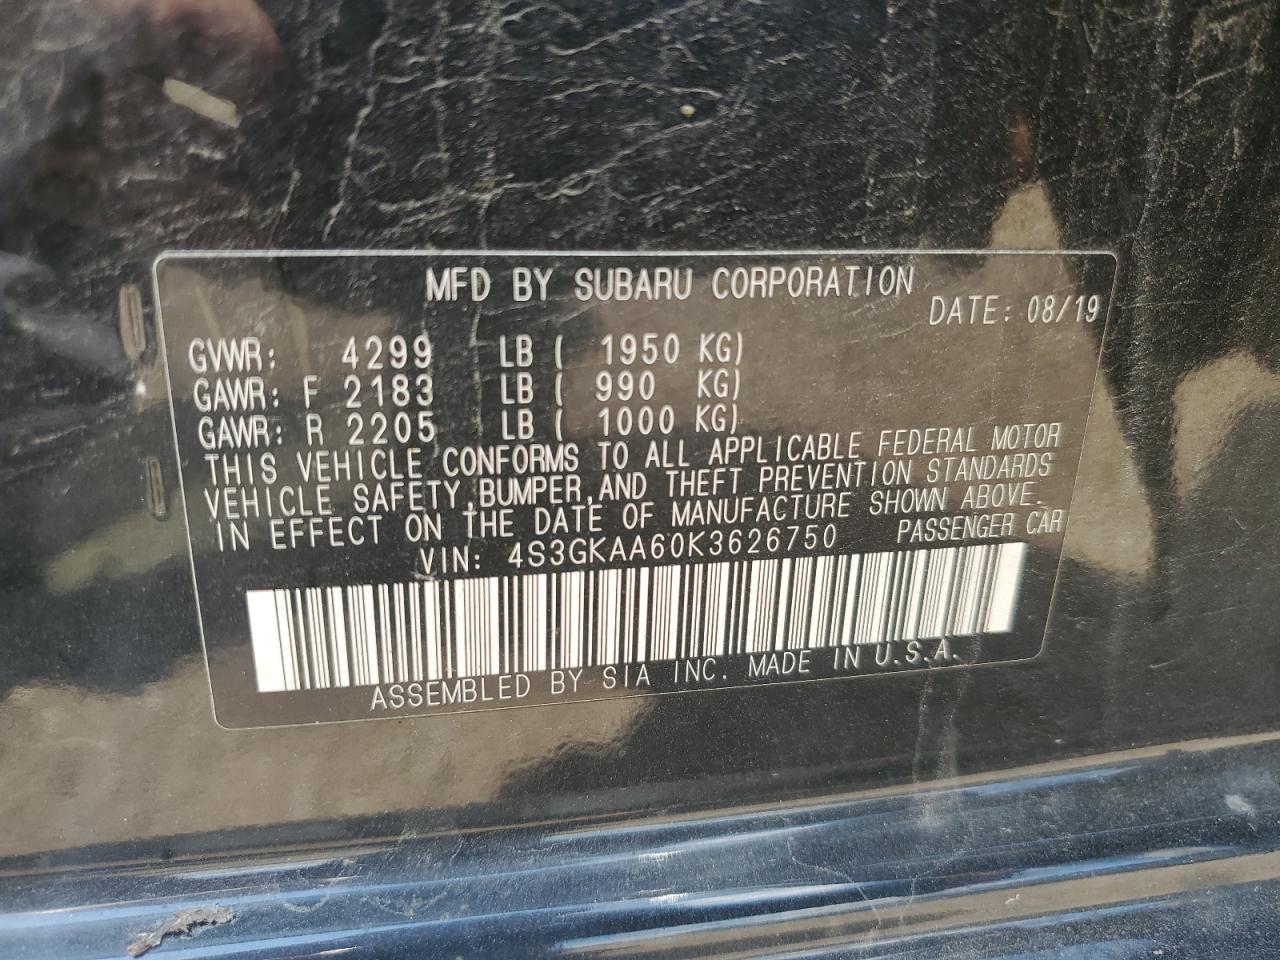 MFD BY SUBARU CORPORATION
DATE: 08/19
GVWR: 4299 LB ( 1950 KG)
GAWR: F 2183 LB ( 990 KG)
GAWR: R 2205 LB ( 1000 KG)
THIS VEHICLE CONFORMS TO ALL APPLICABLE FEDERAL MOTOR
VEHICLE SAFETY,BUMPER,AND THEFT PREVENTION STANDARDS
IN EFFECT ON THE DATE OF MANUFACTURE SHOWN ABOVE.
VIN: 4S3GKAA60K3626750 PASSENGER CAR
ASSEMBLED BY SIA INC. MADE IN U.S.A.